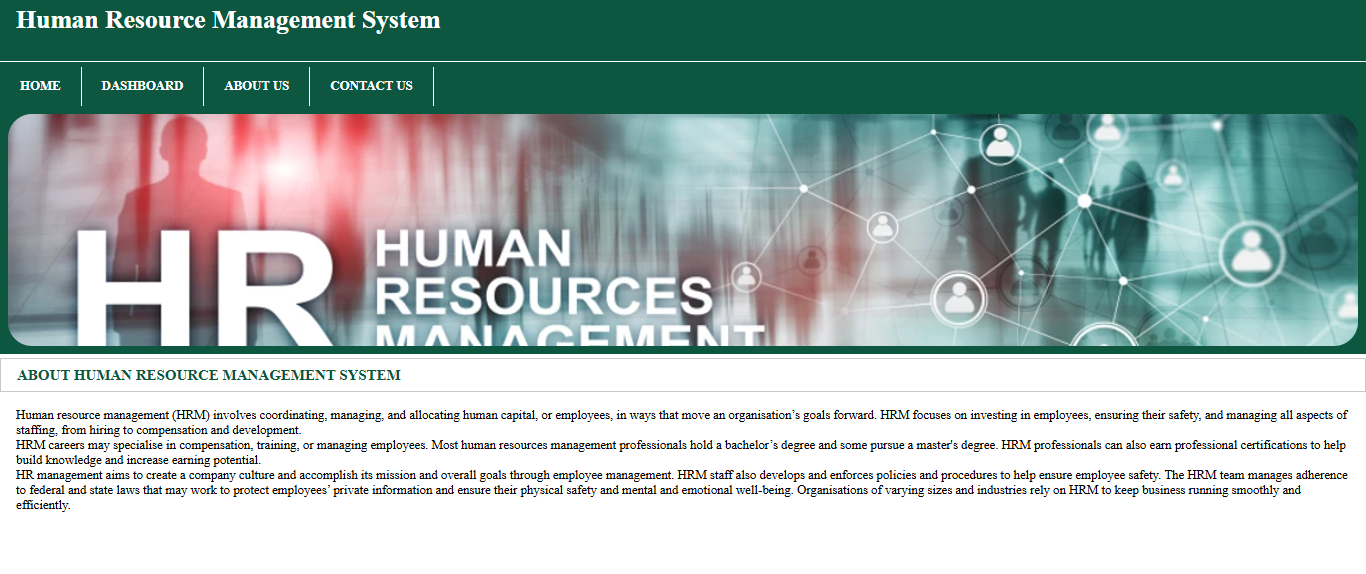 Human Resource Management System
HOME
DASHBOARD
ABOUT US
CONTACT US
HR
HUMAN
RESOURCES
MANAGEMENT
ABOUT HUMAN RESOURCE MANAGEMENT SYSTEM
Human resource management (HRM) involves coordinating, managing, and allocating human capital, or employees, in ways that move an organisation’s goals forward. HRM focuses on investing in employees, ensuring their safety, and managing all aspects of
staffing, from hiring to compensation and development.
HRM careers may specialise in compensation, training, or managing employees. Most human resources management professionals hold a bachelor’s degree and some pursue a master's degree. HRM professionals can also earn professional certifications to help
build knowledge and increase earning potential.
HR management aims to create a company culture and accomplish its mission and overall goals through employee management. HRM staff also develops and enforces policies and procedures to help ensure employee safety. The HRM team manages adherence
to federal and state laws that may work to protect employees’ private information and ensure their physical safety and mental and emotional well-being. Organisations of varying sizes and industries rely on HRM to keep business running smoothly and
efficiently.